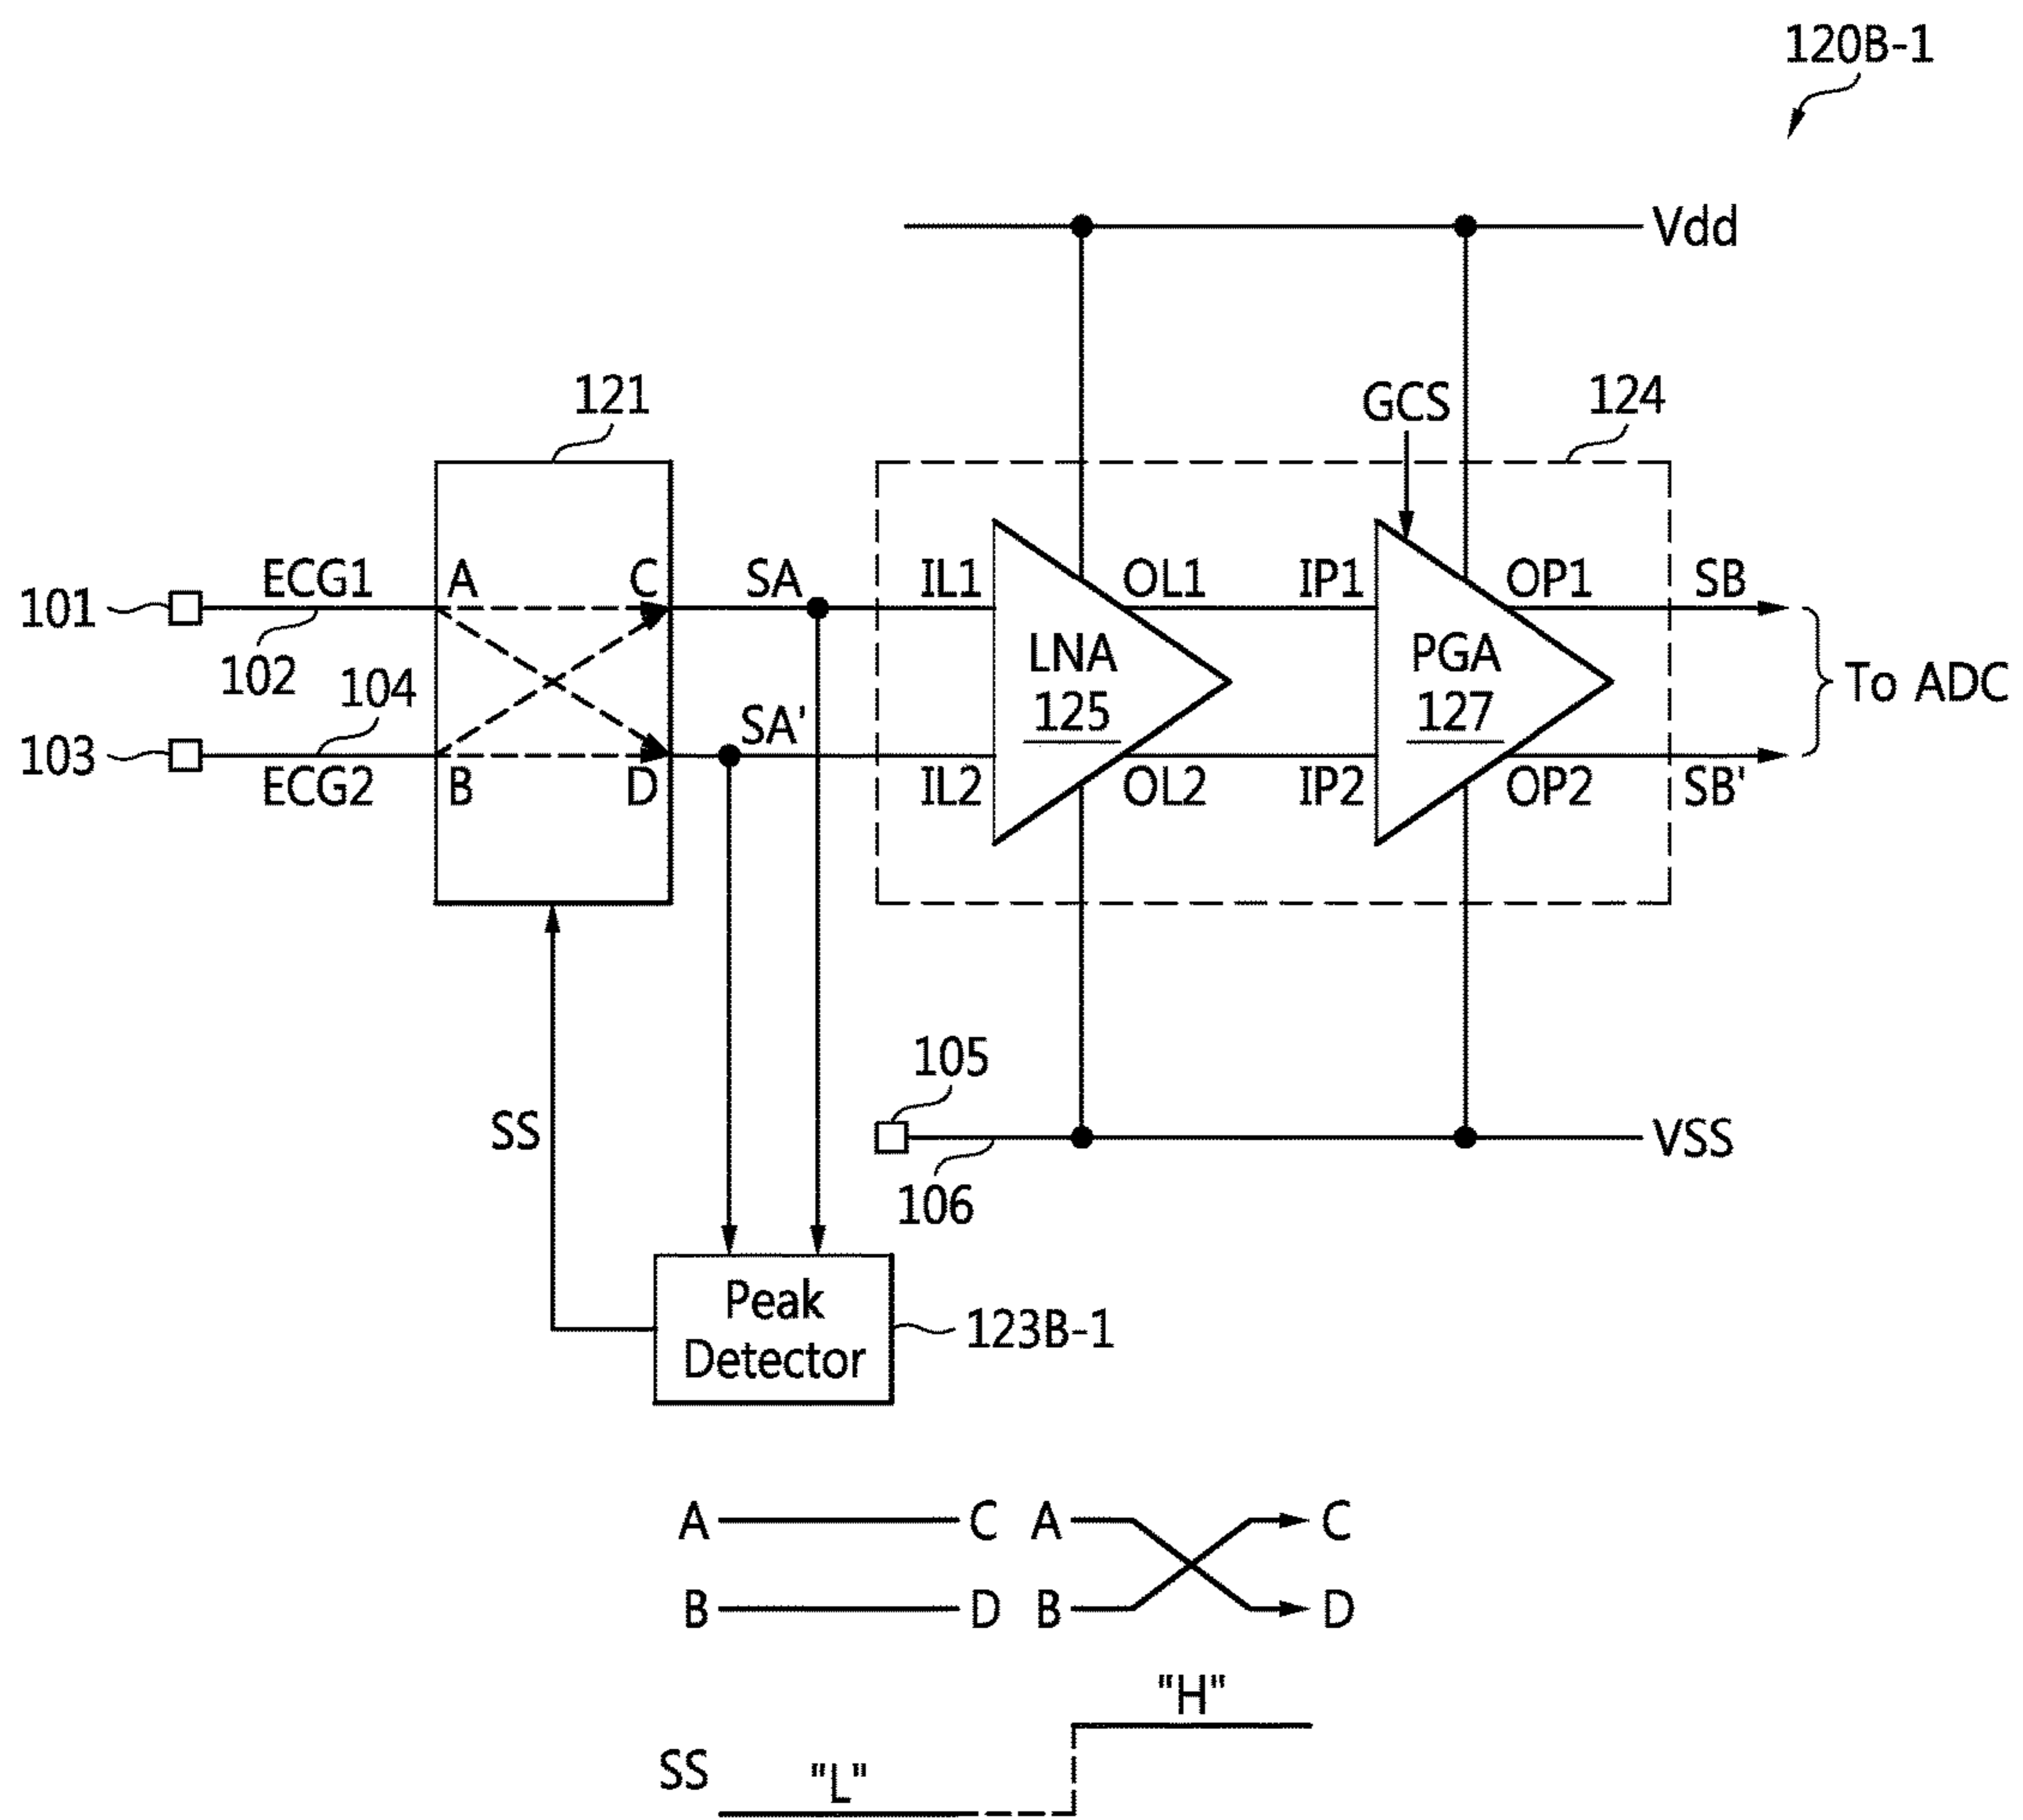 120B-1
Vdd
121
GCS
124
ECG1
A
C
SA
IL1
OL1
IP1
OP1
SB
101
102
LNA
125
PGA
127
To ADC
104
SA'
103
ECG2
B
D
IL2
OL2
IP2
OP2
SB'
105
SS
VSS
106
Peak
Detector
123B-1
A C A C
B D B D
"H"
SS "L"